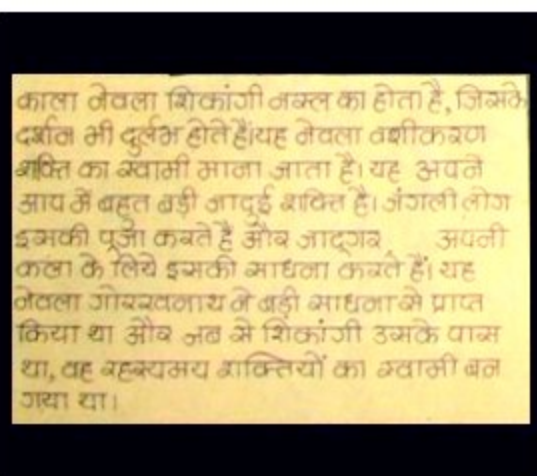 काला नेवला शिकांगी नस्ल का होता है, जिसके
दर्शन भी दुर्लभ होते हैं।यह नेवला वशीकरण
शक्ति का स्वामी माना जाता है। यह अपने
आप में बहुत बड़ी जादुई शक्ति है। जंगली लोग
इसकी पूजा करते है और जादूगर अपनी
कला के लिये इसकी साधना करते हैं। यह
नेवला गोरखनाथ ने बड़ी साधना से प्राप्त
किया था और जब से शिकांगी उसके पास
था, वह रहस्यमय शक्तियों का स्वामी बन
गया था।